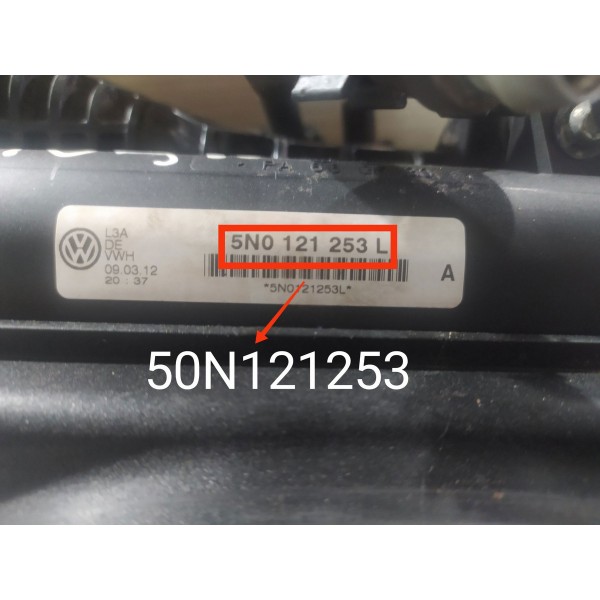 L3A
DE
VWH
09.03.12
20 : 37
5N0 121 253 L
*5N0121253L*
A
50N121253